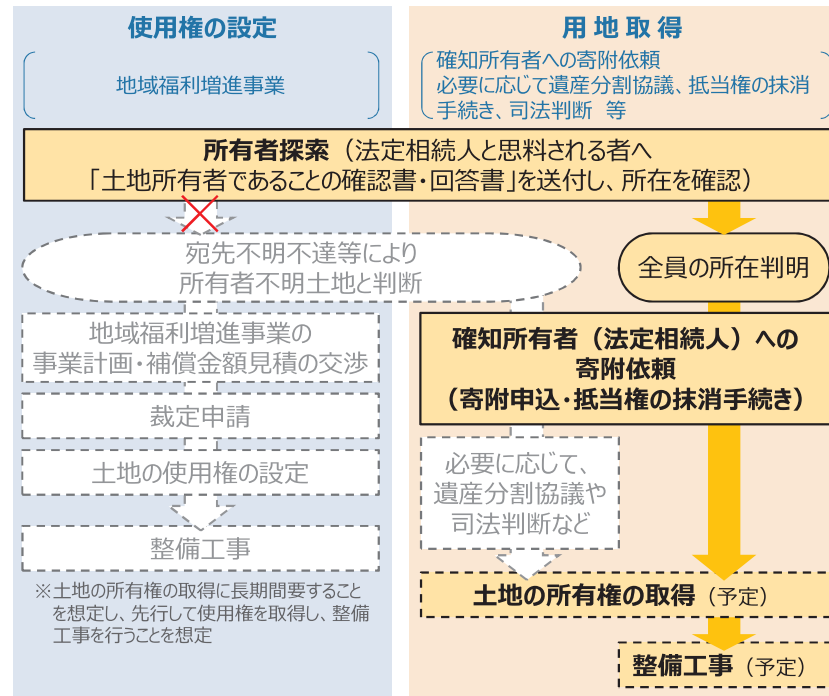 使用権の設定
地域福利増進事業
用地取得
確知所有者への寄附依頼
必要に応じて遺産分割協議、抵当権の抹消
手続き、司法判断 等
所有者探索（法定相続人と思料される者へ
「土地所有者であることの確認書・回答書」を送付し、所在を確認）
宛先不明不達等により
所有者不明土地と判断
全員の所在判明
地域福利増進事業の
事業計画・補償金額見積の交渉
裁定申請
土地の使用権の設定
整備工事
※土地の所有権の取得に長期間要すること
を想定し、先行して使用権を取得し、整備
工事を行うことを想定
確知所有者（法定相続人）への
寄附依頼
（寄附申込・抵当権の抹消手続き）
必要に応じて、
遺産分割協議や
司法判断など
土地の所有権の取得（予定）
整備工事（予定）